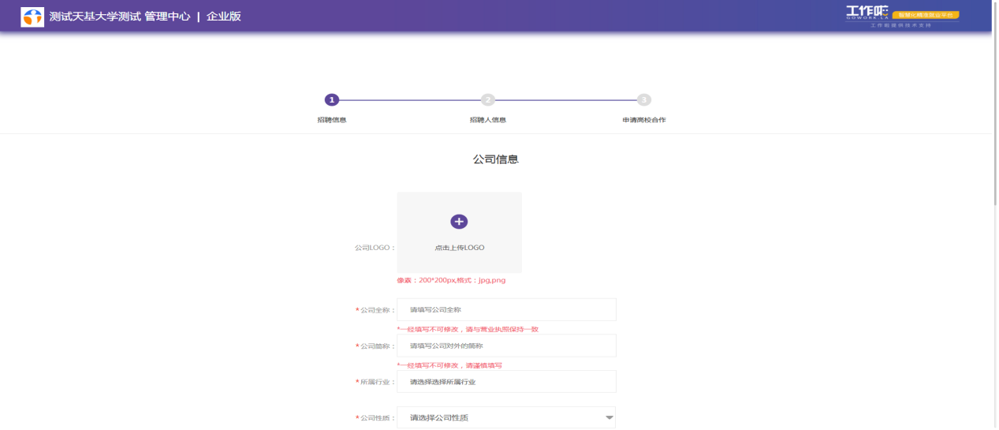 测试天基大学测试 管理中心 | 企业版
工作啦
GOWORK.LA
智慧化精准就业平台
工作啦提供技术支持
1
2
3
招聘信息
招聘人信息
申请高校合作
公司信息
公司LOGO：
点击上传LOGO
像素：200*200px,格式：jpg,png
*公司全称：
请填写公司全称
*一经填写不可修改，请与营业执照保持一致
*公司简称：
请填写公司对外的简称
*一经填写不可修改，请谨慎填写
*所属行业：
请选择选择所属行业
*公司性质：
请选择公司性质